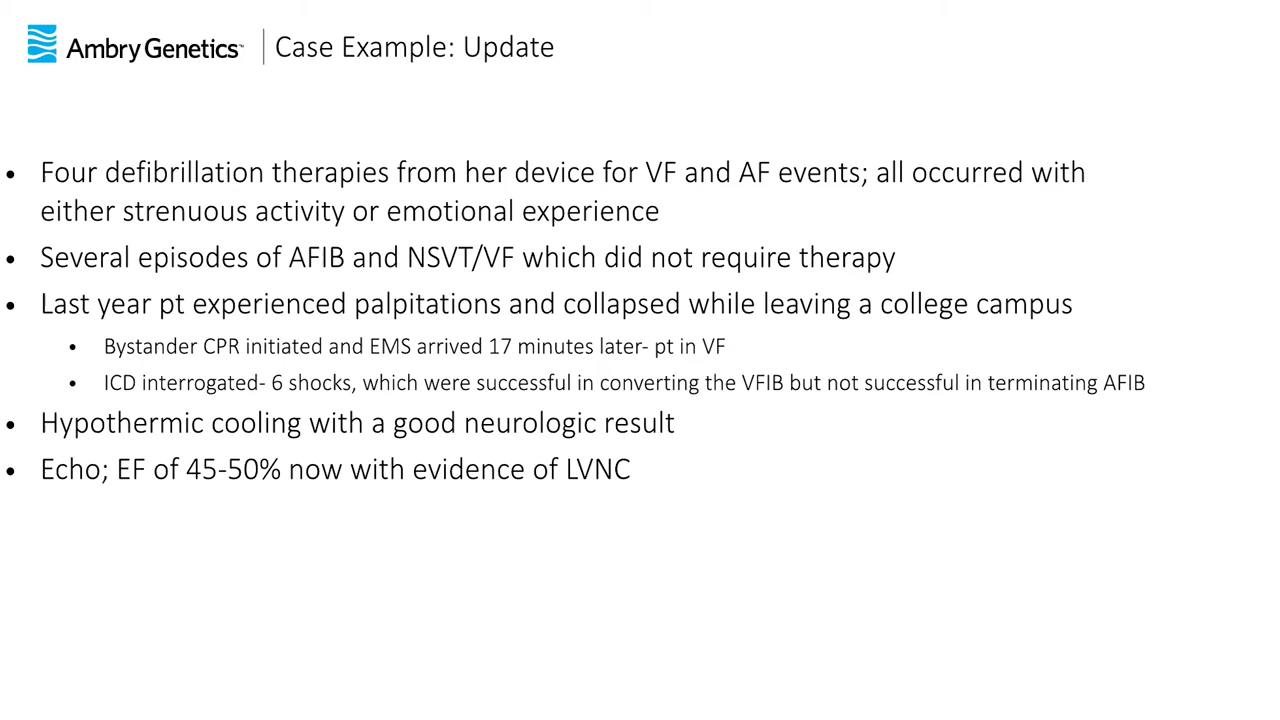 Ambry Genetics™ Case Example: Update
• Four defibrillation therapies from her device for VF and AF events; all occurred with
either strenuous activity or emotional experience
• Several episodes of AFIB and NSVT/VF which did not require therapy
• Last year pt experienced palpitations and collapsed while leaving a college campus
• Bystander CPR initiated and EMS arrived 17 minutes later- pt in VF
• ICD interrogated- 6 shocks, which were successful in converting the VFIB but not successful in terminating AFIB
• Hypothermic cooling with a good neurologic result
• Echo; EF of 45-50% now with evidence of LVNC